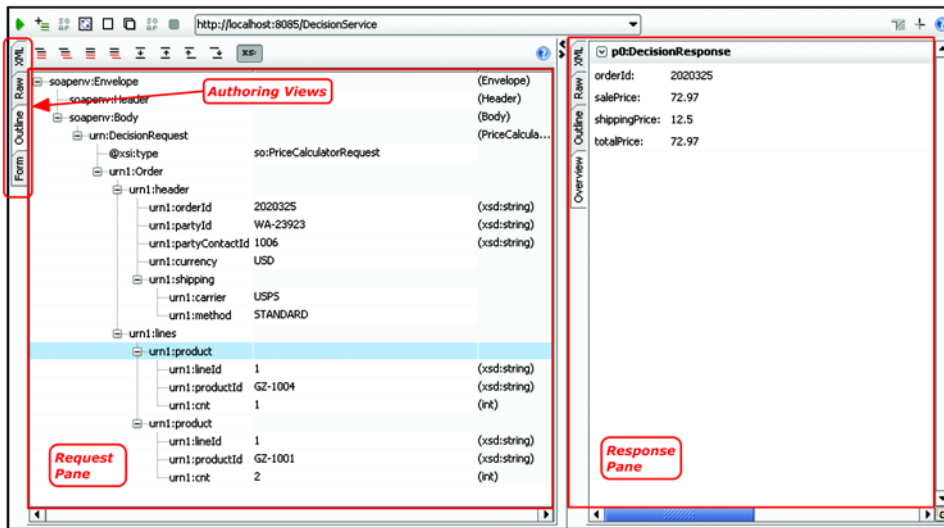 http://localhost:8085/DecisionService
XML
Raw
Outline
Form
soapenv:Envelope (Envelope)
soapenv:Header (Header)
Authoring Views
soapenv:Body (Body)
urn:DecisionRequest (PriceCalcula...
@xsi:type so:PriceCalculatorRequest
urn1:Order
urn1:header
urn1:orderId 2020325 (xsd:string)
urn1:partyId WA-23923 (xsd:string)
urn1:partyContactId 1006 (xsd:string)
urn1:currency USD
urn1:shipping
urn1:carrier USPS
urn1:method STANDARD
urn1:lines
urn1:product
urn1:lineId 1 (xsd:string)
urn1:productId GZ-1004 (xsd:string)
urn1:cnt 1 (int)
urn1:product
urn1:lineId 1 (xsd:string)
urn1:productId GZ-1001 (xsd:string)
urn1:cnt 2 (int)
Request
Pane
XML
Raw
Outline
Overview
p0:DecisionResponse
orderId: 2020325
salePrice: 72.97
shippingPrice: 12.5
totalPrice: 72.97
Response
Pane